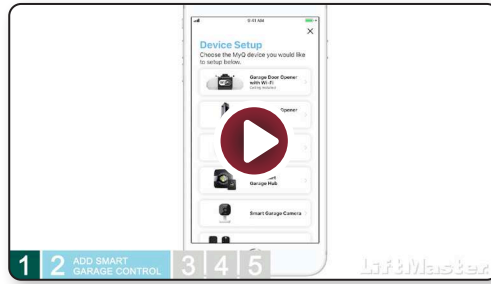 9:41 AM
Device Setup
Choose the MyQ device you would like
to setup below.
Garage Door Opener
with Wi-Fi
Opener
Garage Hub
Smart Garage Camera
1 2 ADD SMART
GARAGE CONTROL 3 4 5
LiftMaster